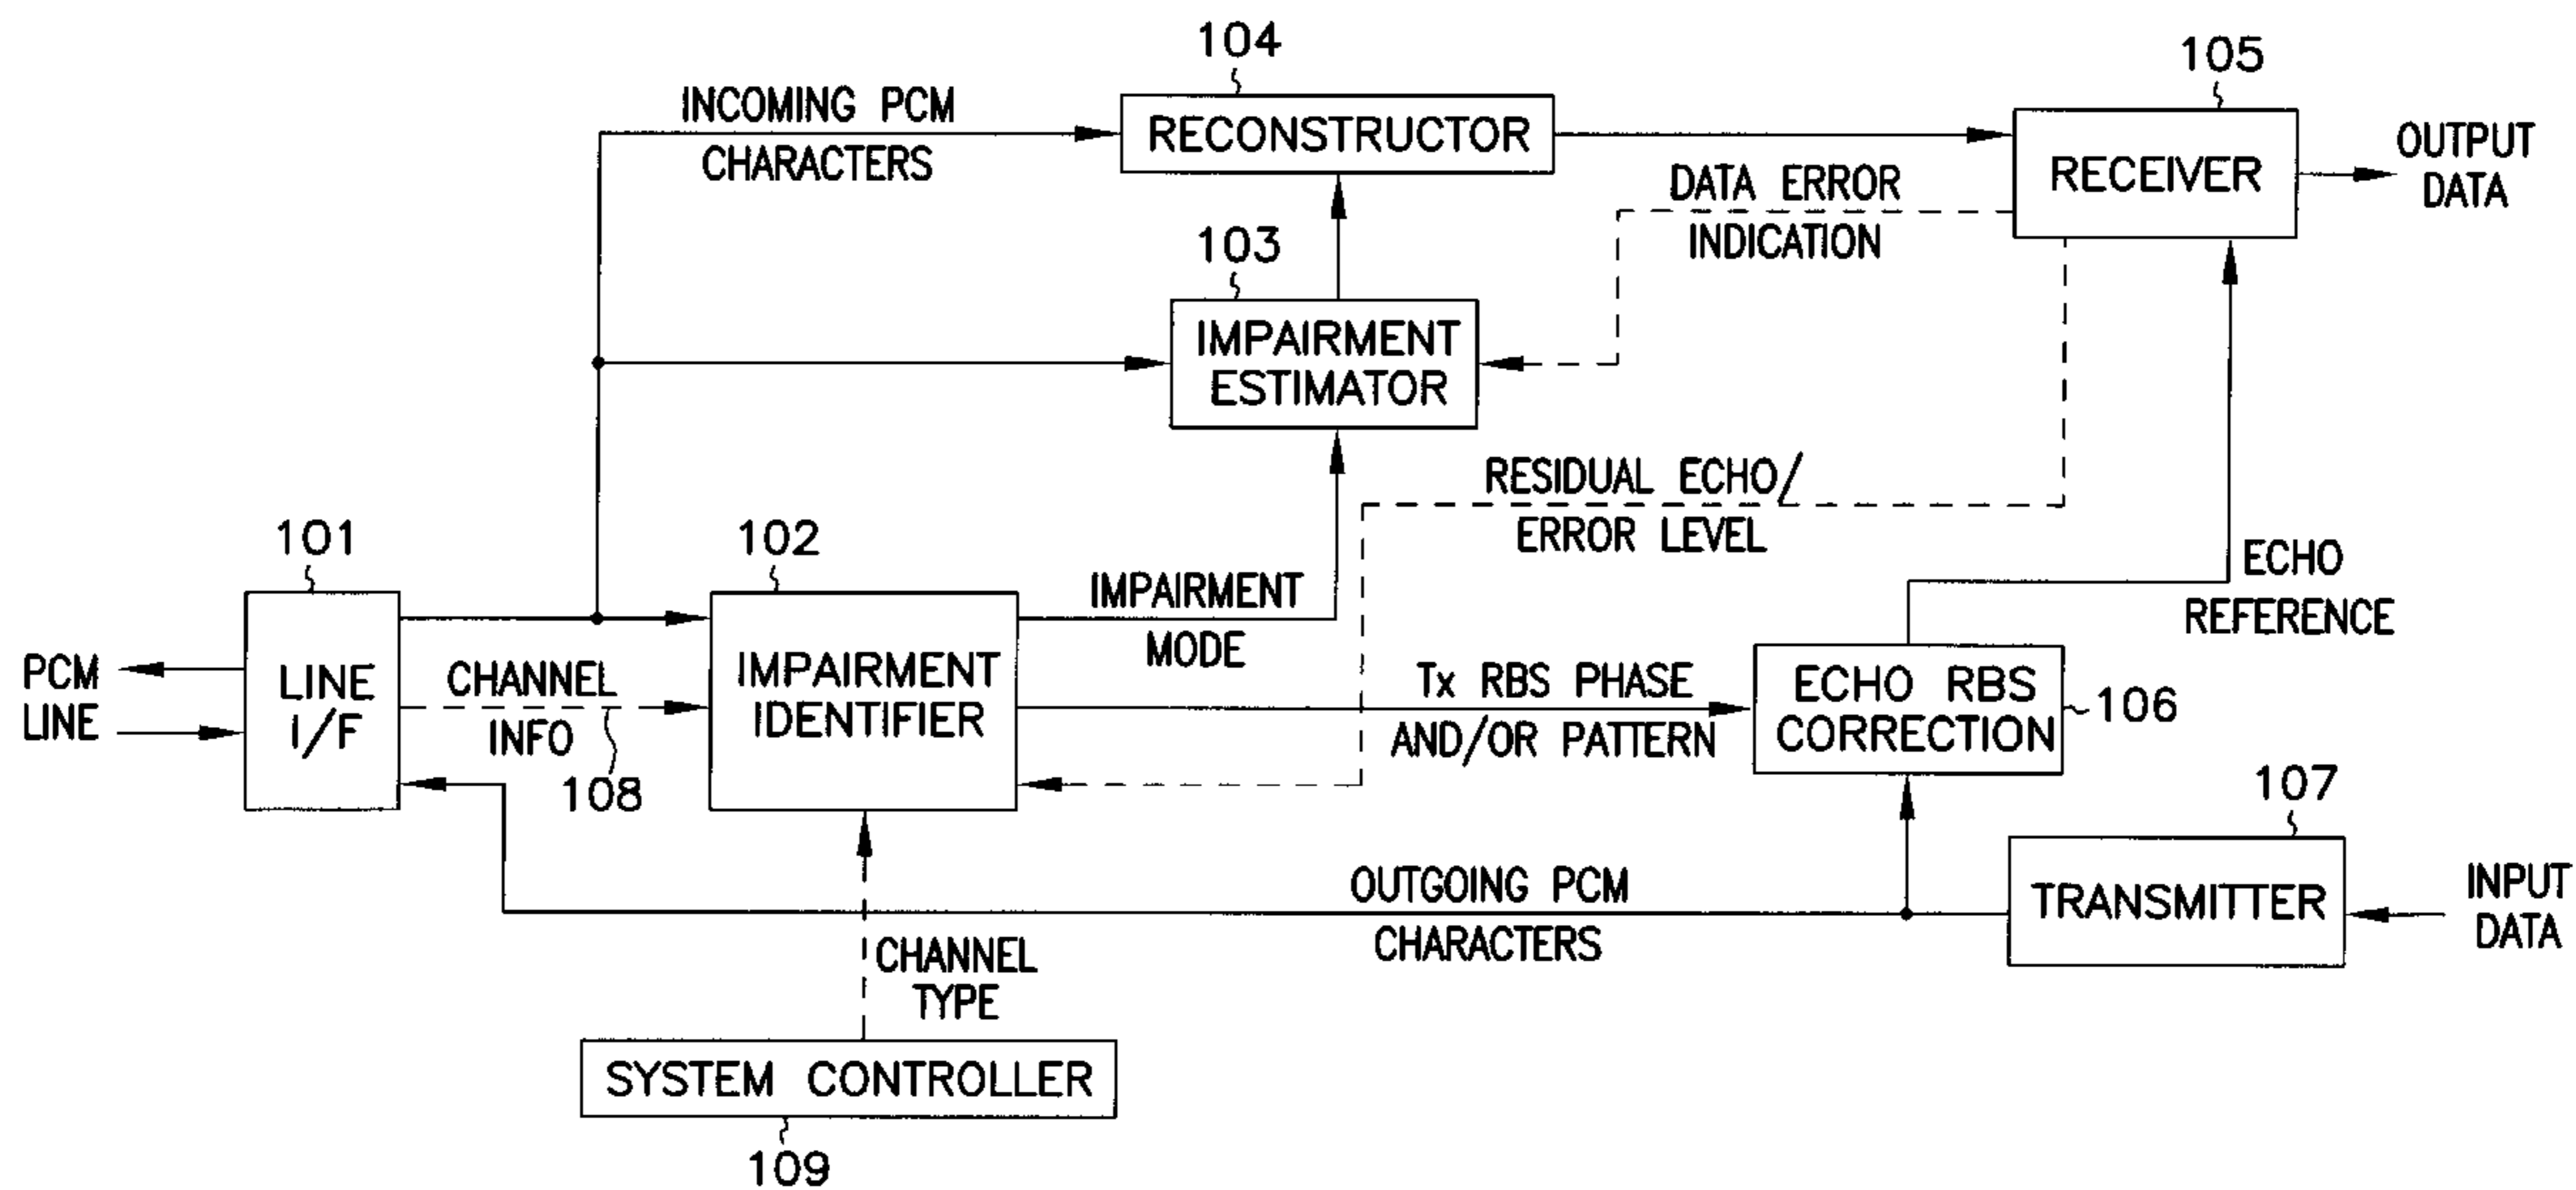 104
105
INCOMING PCM
CHARACTERS
RECONSTRUCTOR
RECEIVER
OUTPUT
DATA
DATA ERROR
INDICATION
103
IMPAIRMENT
ESTIMATOR
RESIDUAL ECHO/
ERROR LEVEL
101
102
IMPAIRMENT
MODE
ECHO
REFERENCE
PCM
LINE
LINE
I/F
CHANNEL
INFO
108
IMPAIRMENT
IDENTIFIER
Tx RBS PHASE
AND/OR PATTERN
ECHO RBS
CORRECTION
106
107
OUTGOING PCM
CHARACTERS
TRANSMITTER
INPUT
DATA
CHANNEL
TYPE
SYSTEM CONTROLLER
109